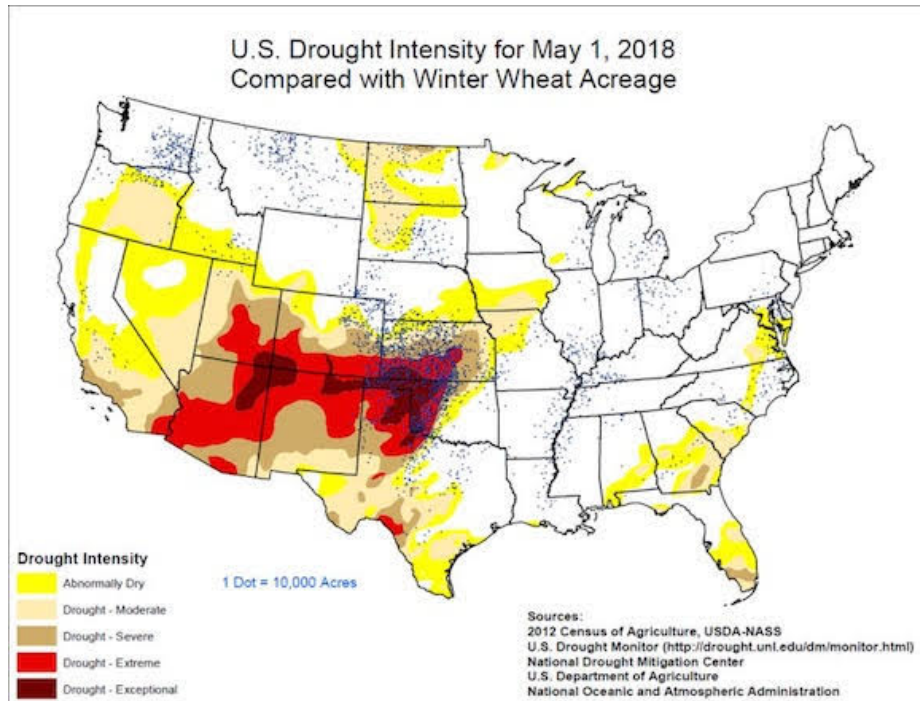 U.S. Drought Intensity for May 1, 2018
Compared with Winter Wheat Acreage
Drought Intensity
Abnormally Dry
Drought - Moderate
Drought - Severe
Drought - Extreme
Drought - Exceptional
1 Dot = 10,000 Acres
Sources:
2012 Census of Agriculture, USDA-NASS
U.S. Drought Monitor (http://drought.unl.edu/dm/monitor.html)
National Drought Mitigation Center
U.S. Department of Agriculture
National Oceanic and Atmospheric Administration